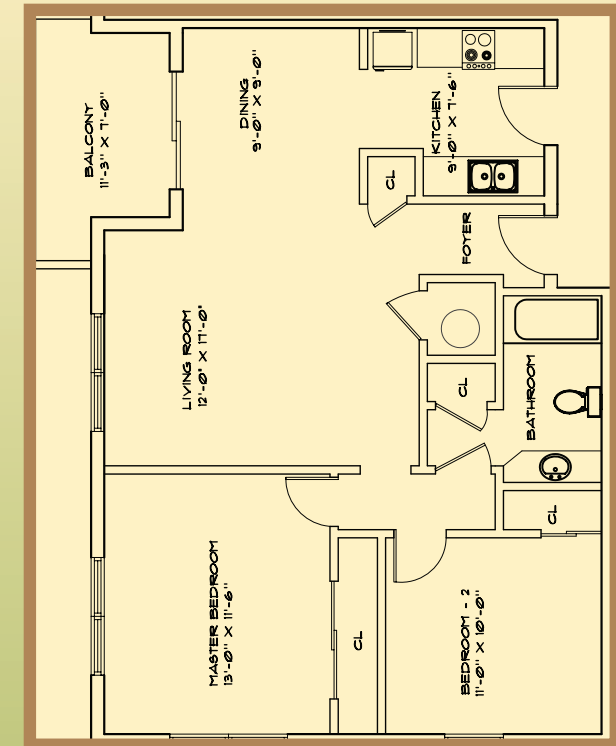 BALCONY
11'-3" X 7'-0"
DINING
9'-0" X 9'-0"
KITCHEN
9'-0" X 7'-6"
CL
FOYER
LIVING ROOM
12'-0" X 17'-0"
CL
BATHROOM
CL
MASTER BEDROOM
13'-0" X 11'-6"
CL
BEDROOM - 2
11'-0" X 10'-0"